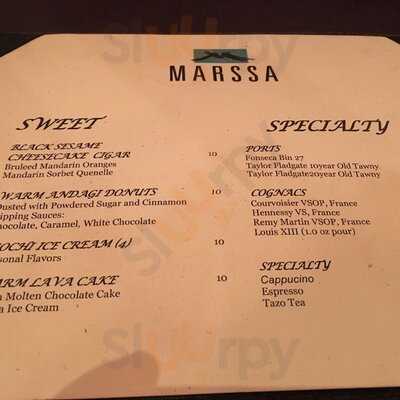 MARSSA
SWEET
BLACK SESAME
CHEESECAKE CIGAR 10
Bruleed Mandarin Oranges
Mandarin Sorbet Quenelle
WARM ANDAGI DONUTS 10
Dusted with Powdered Sugar and Cinnamon
ipping Sauces:
hocolate, Caramel, White Chocolate
OCHI ICE CREAM (4) 10
sonal Flavors
ARM LAVA CAKE 10
Molten Chocolate Cake
a Ice Cream
SPECIALTY
PORTS
Fonseca Bin 27
Taylor Fladgate 10year Old Tawny
Taylor Fladgate20year Old Tawny
COGNACS
Courvoisier VSOP, France
Hennessy VS, France
Remy Martin VSOP, France
Louis XIII (1.0 oz pour)
SPECIALTY
Cappucino
Espresso
Tazo Tea
Slurrpy